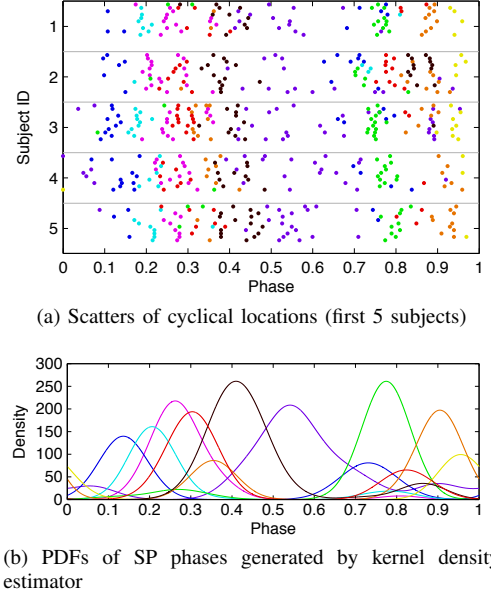 Subject ID
1
2
3
4
5
0 0.1 0.2 0.3 0.4 0.5 0.6 0.7 0.8 0.9 1
Phase
(a) Scatters of cyclical locations (first 5 subjects)
Density
300
250
200
150
100
50
0
0 0.1 0.2 0.3 0.4 0.5 0.6 0.7 0.8 0.9 1
Phase
(b) PDFs of SP phases generated by kernel density
estimator